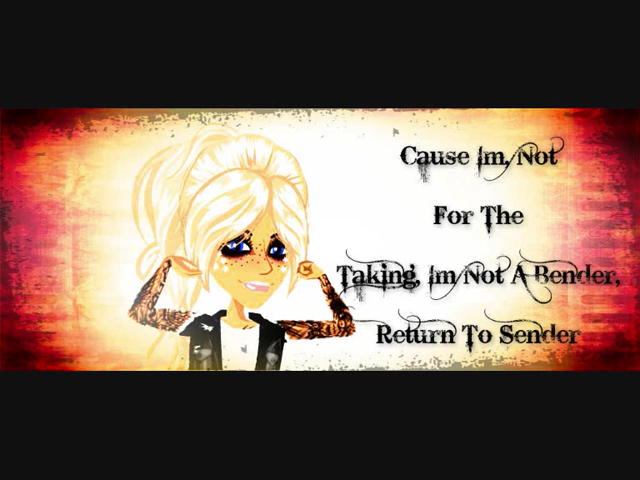 Cause Im, Not
For The
Taking, Im Not A Bender,
Return To Sender